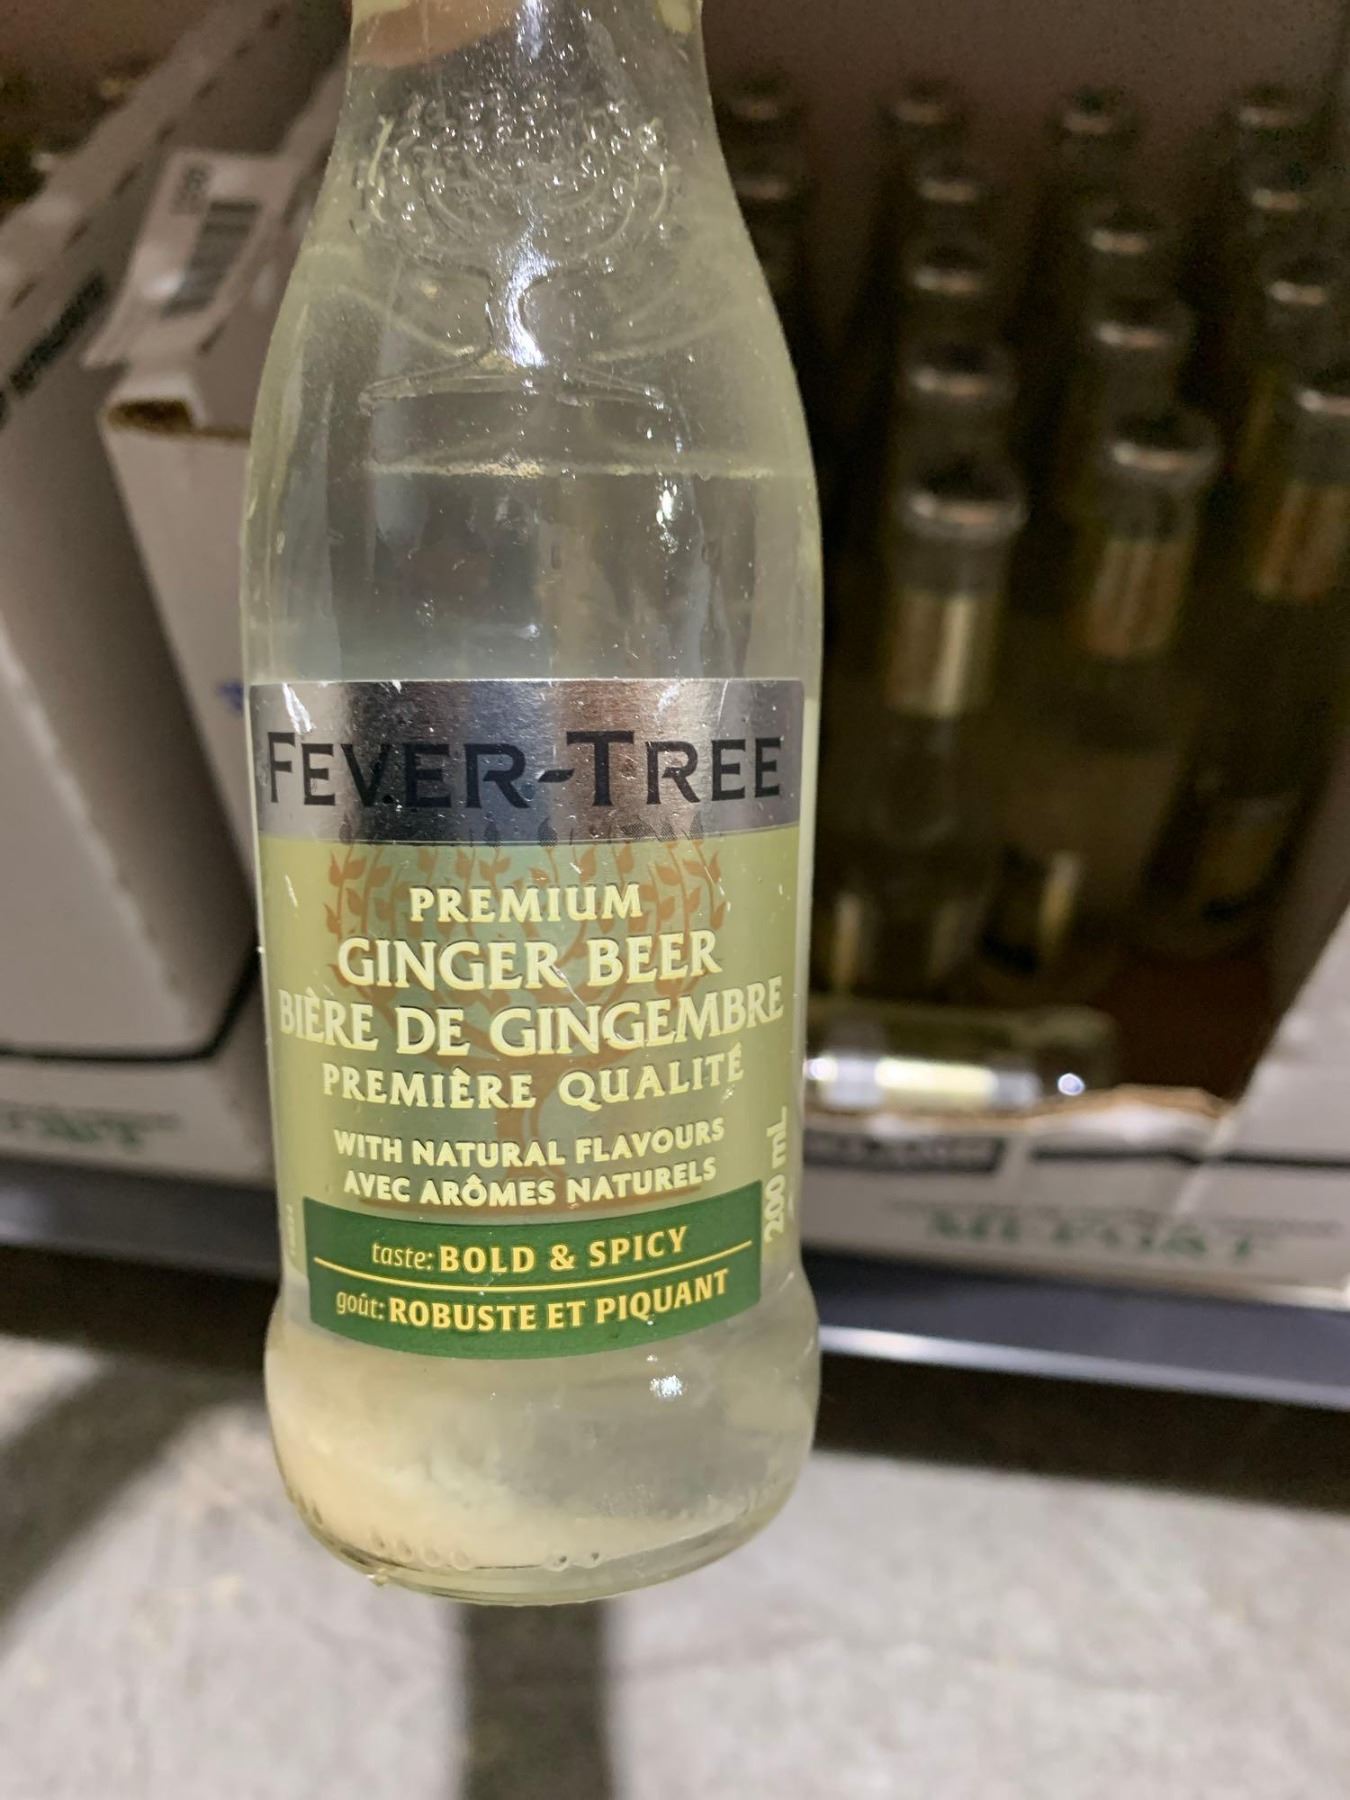 FEVER-TREE
PREMIUM
GINGER BEER
BIÈRE DE GINGEMBRE
PREMIÈRE QUALITÉ
WITH NATURAL FLAVOURS
AVEC ARÔMES NATURELS
200 mL
taste: BOLD & SPICY
goût: ROBUSTE ET PIQUANT